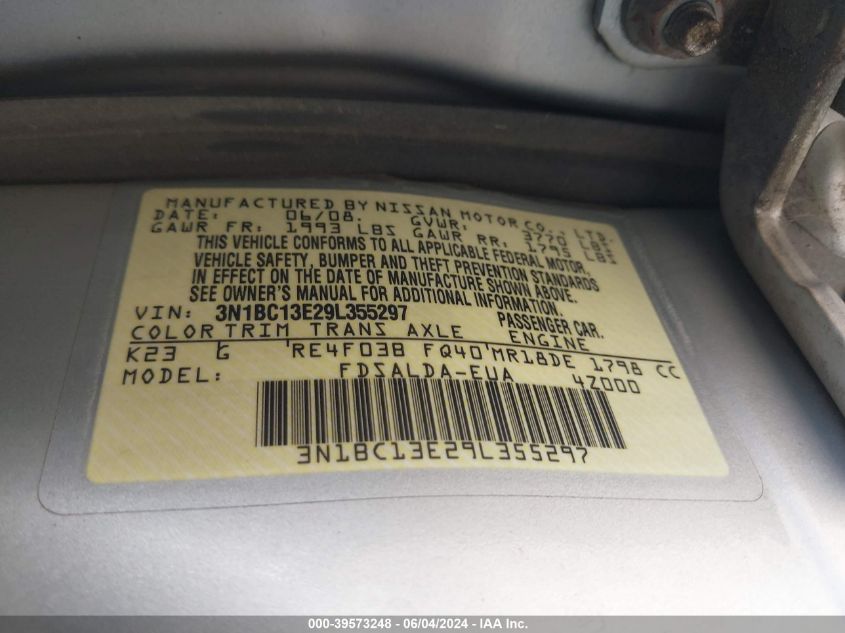 MANUFACTURED BY NISSAN MOTOR CO., LTD.
DATE: 06/08. GVWR: 3770 LBS
GAWR FR: 1993 LBS GAWR RR: 1795 LBS
THIS VEHICLE CONFORMS TO ALL APPLICABLE FEDERAL MOTOR
VEHICLE SAFETY, BUMPER AND THEFT PREVENTION STANDARDS
IN EFFECT ON THE DATE OF MANUFACTURE SHOWN ABOVE.
SEE OWNER'S MANUAL FOR ADDITIONAL INFORMATION.
VIN: 3N1BC13E29L355297 PASSENGER CAR.
COLOR TRIM TRANS AXLE ENGINE
K23 G RE4F03B FQ40 MR18DE 1798 CC
MODEL: FDSALDA-EUA 4Z000
3N1BC13E29L355297
000-39573248 - 06/04/2024 - IAA Inc.